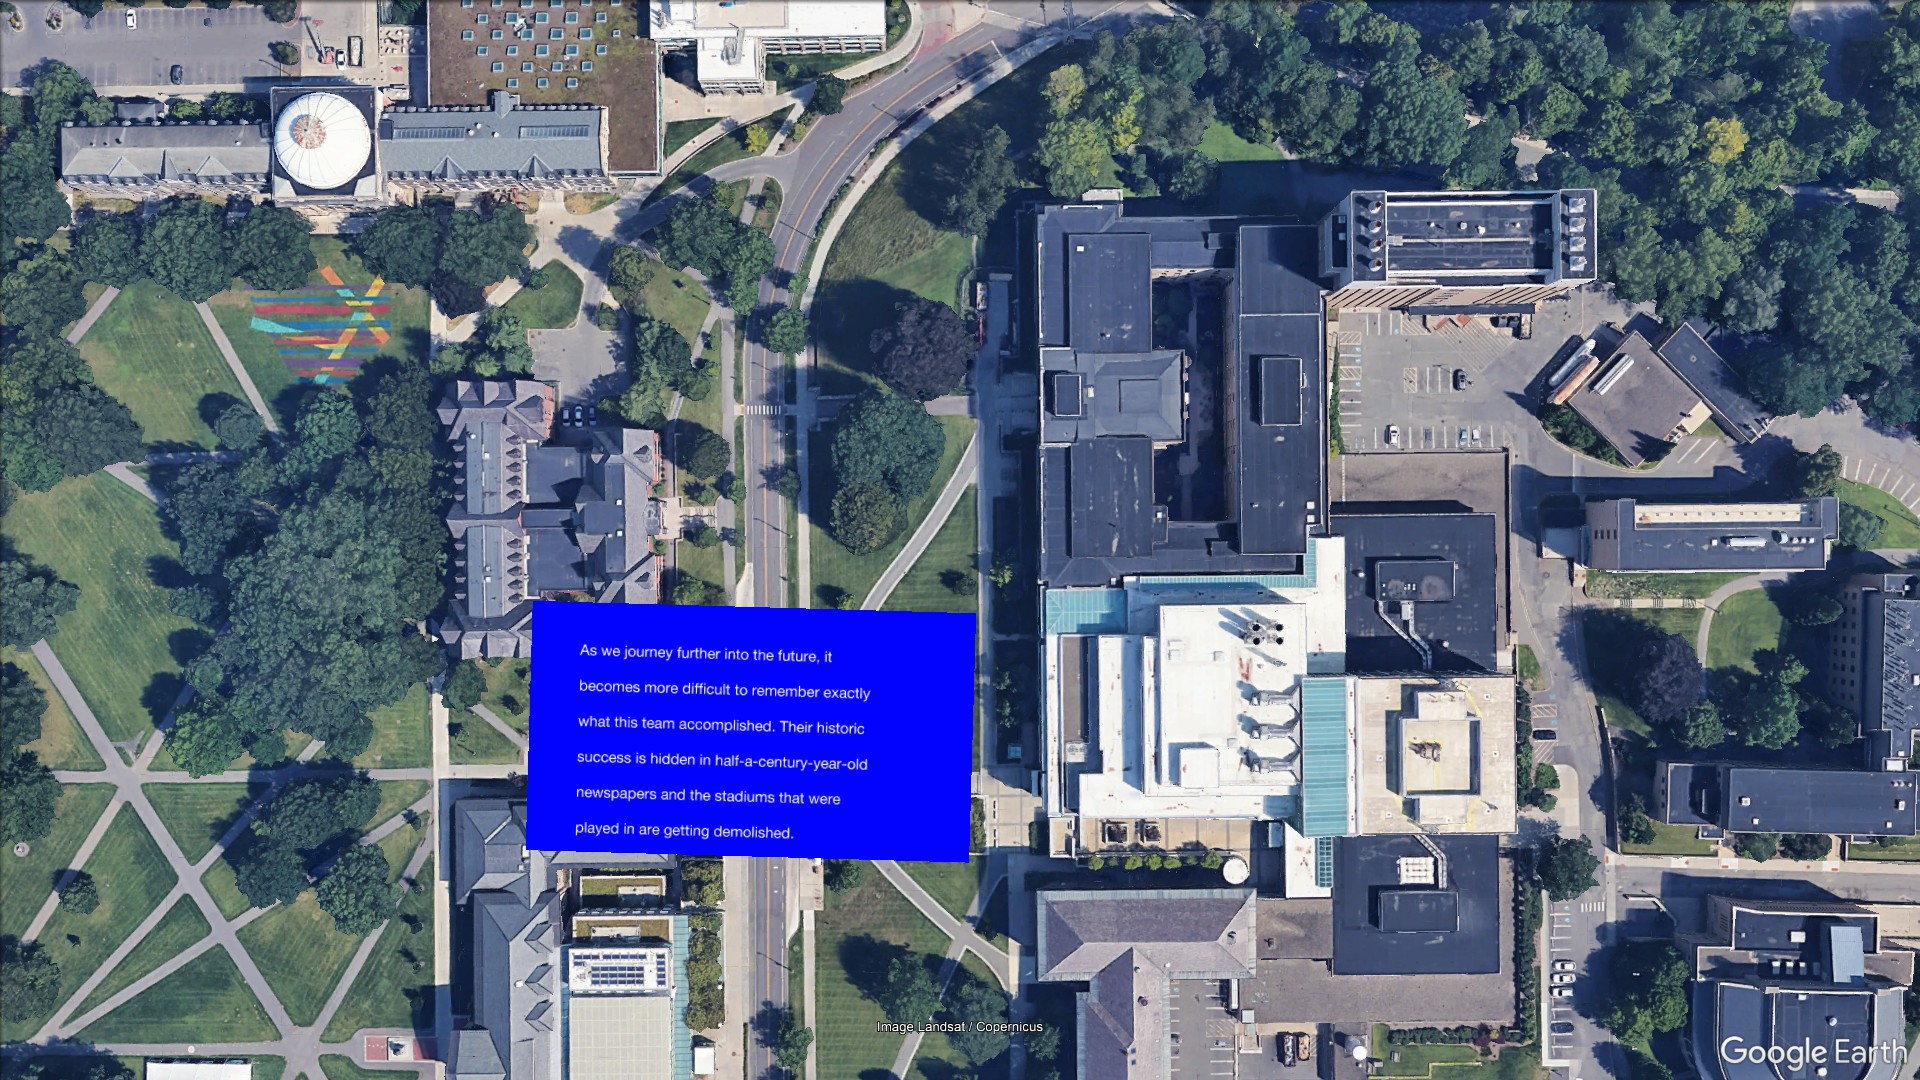 As we journey further into the future, it
becomes more difficult to remember exactly
what this team accomplished. Their historic
success is hidden in half-a-century-year-old
newspapers and the stadiums that were
played in are getting demolished.
Image Landsat / Copernicus
Google Earth